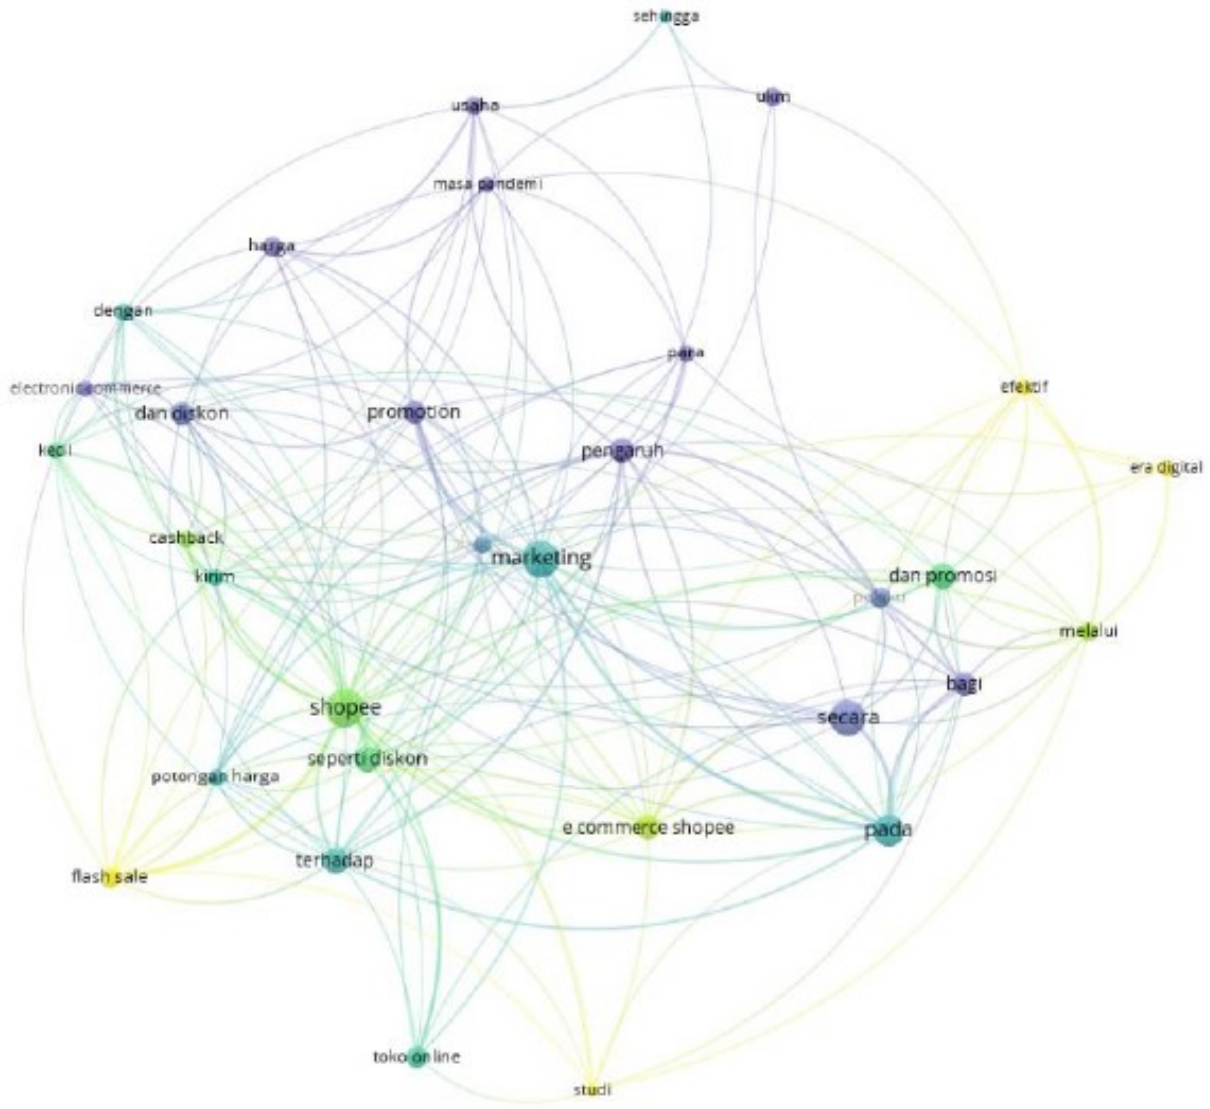 sehingga
ukm
usaha
masa pandemi
harga
dengan
para
efektif
electronic commerce
dan diskon
promotion
kecil
pengaruh
era digital
cashback
marketing
kirim
dan promosi
melalui
bagi
shopee
secara
seperti diskon
potongan harga
e commerce shopee
pada
terhadap
flash sale
toko online
studi